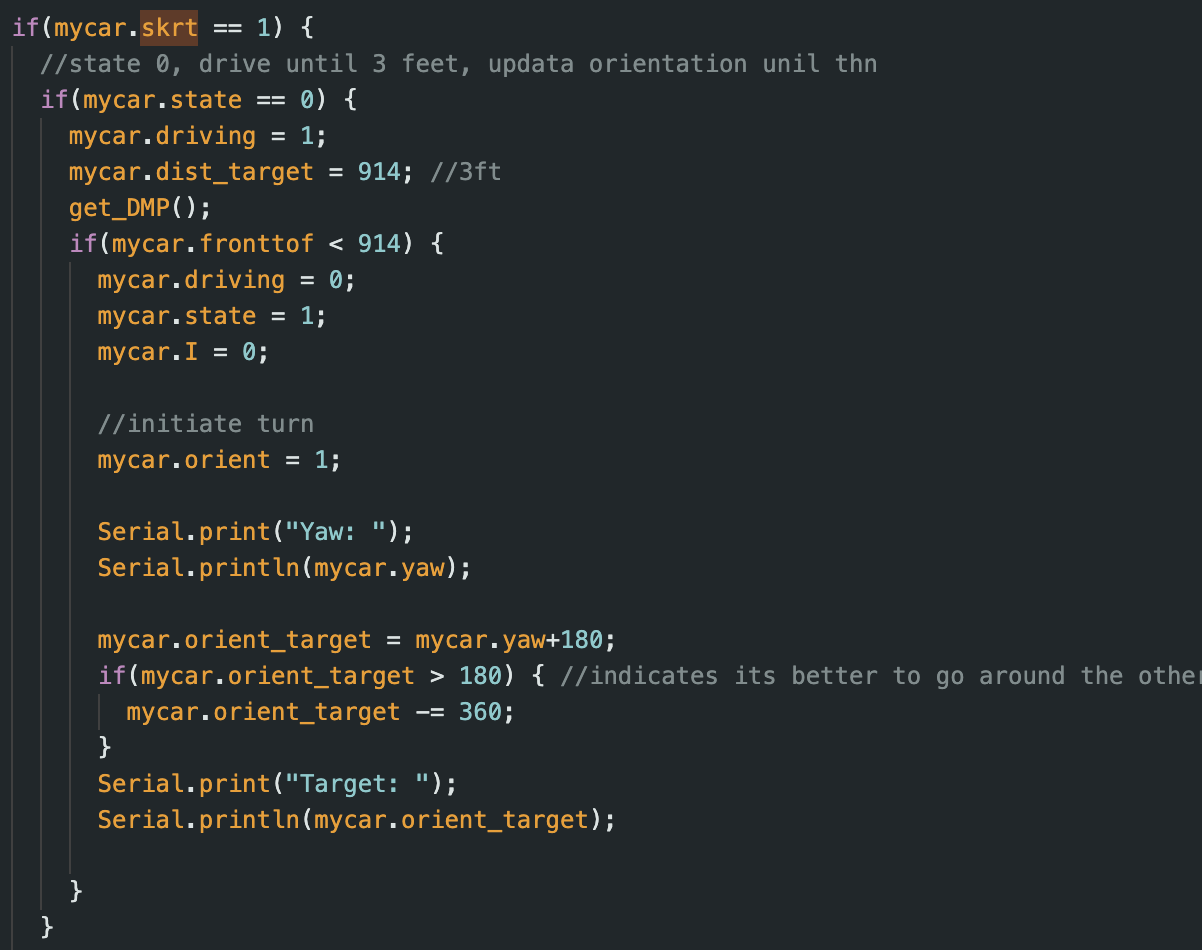 if(mycar.skrt == 1) {
//state 0, drive until 3 feet, updata orientation unil thn
if(mycar.state == 0) {
mycar.driving = 1;
mycar.dist_target = 914; //3ft
get_DMP();
if(mycar.fronttof < 914) {
mycar.driving = 0;
mycar.state = 1;
mycar.I = 0;
//initiate turn
mycar.orient = 1;
Serial.print("Yaw: ");
Serial.println(mycar.yaw);
mycar.orient_target = mycar.yaw+180;
if(mycar.orient_target > 180) { //indicates its better to go around the other
mycar.orient_target -= 360;
}
Serial.print("Target: ");
Serial.println(mycar.orient_target);
}
}